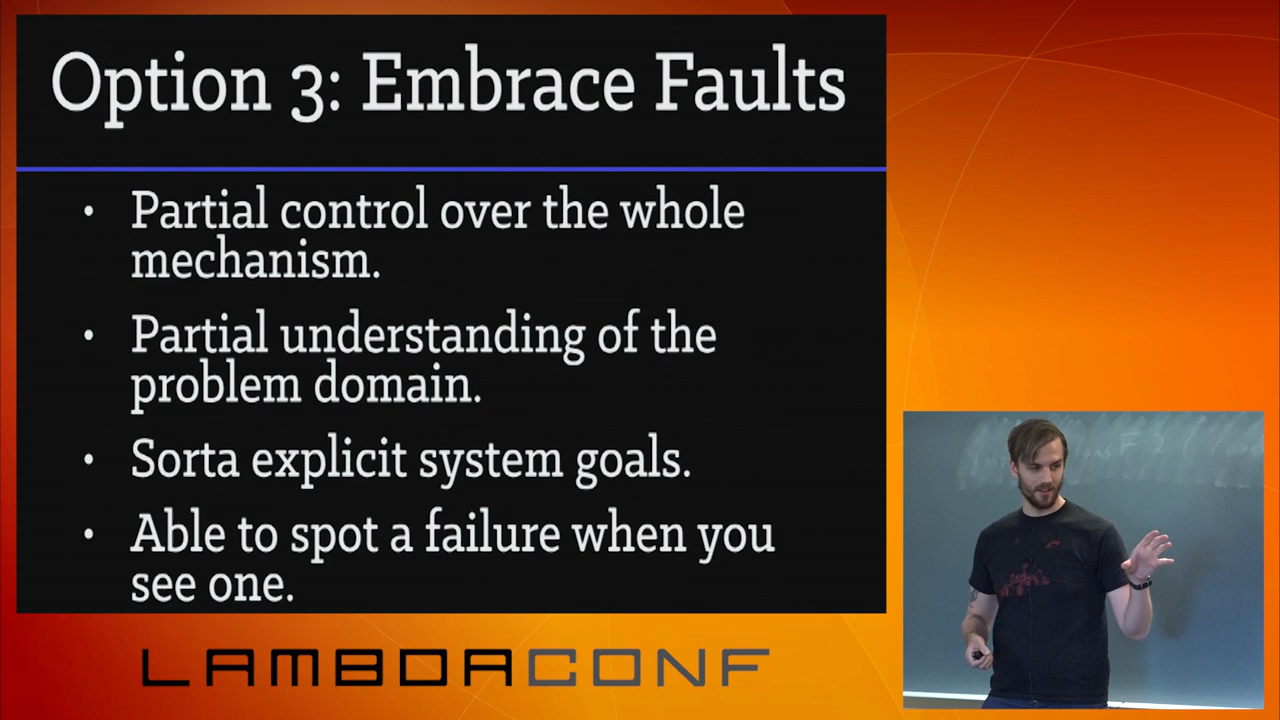 Option 3: Embrace Faults
• Partial control over the whole
mechanism.
• Partial understanding of the
problem domain.
• Sorta explicit system goals.
• Able to spot a failure when you
see one.
LAMBDACONF